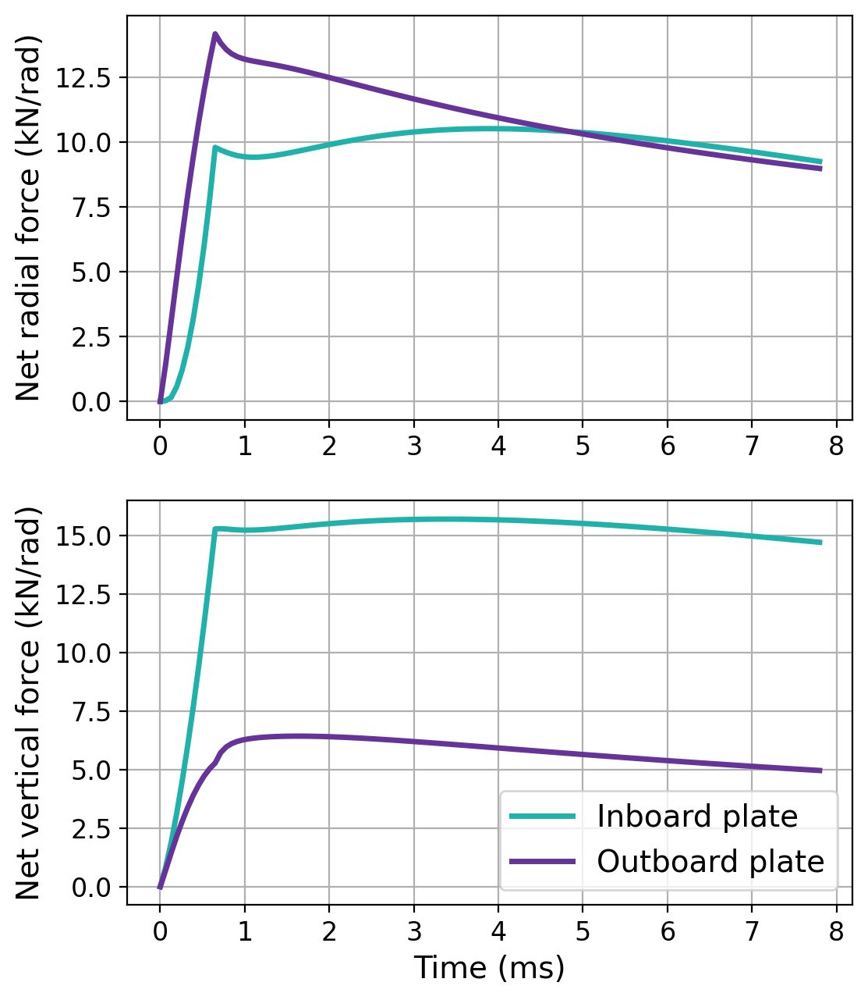 Net radial force (kN/rad)
12.5
10.0
7.5
5.0
2.5
0.0
0 1 2 3 4 5 6 7 8
Net vertical force (kN/rad)
15.0
12.5
10.0
7.5
5.0
2.5
0.0
Inboard plate
Outboard plate
0 1 2 3 4 5 6 7 8
Time (ms)